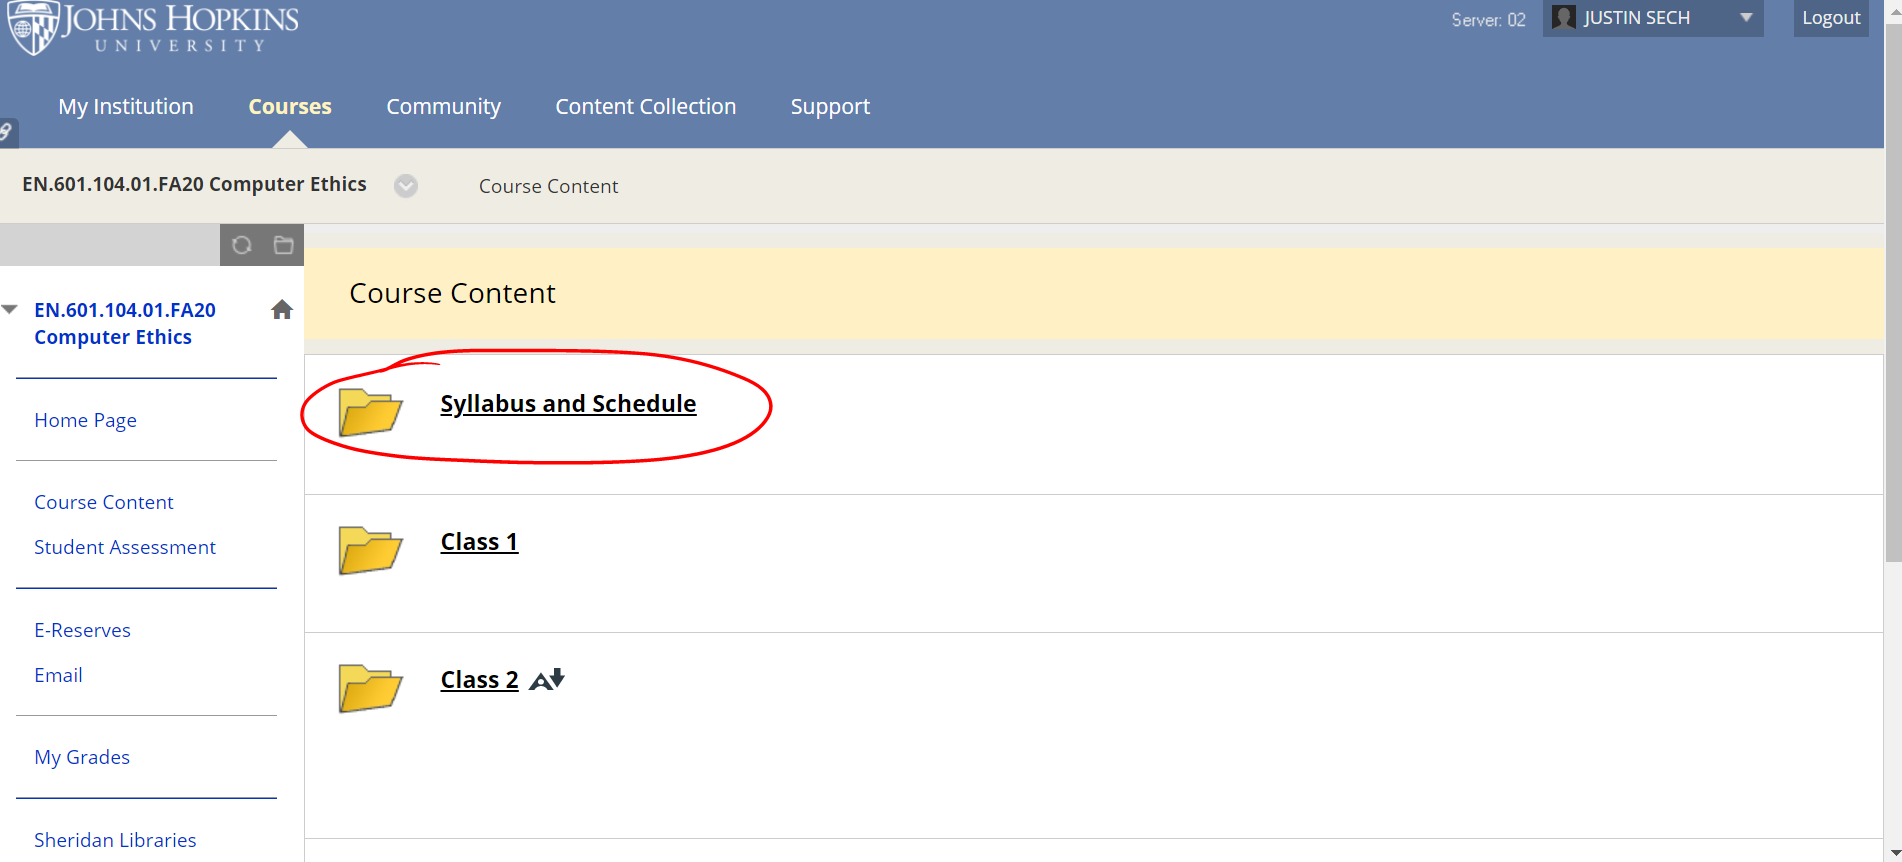 JOHNS HOPKINS
UNIVERSITY
Server: 02
JUSTIN SECH
Logout
My Institution
Courses
Community
Content Collection
Support
EN.601.104.01.FA20 Computer Ethics
Course Content
EN.601.104.01.FA20
Computer Ethics
Home Page
Course Content
Student Assessment
E-Reserves
Email
My Grades
Sheridan Libraries
Course Content
Syllabus and Schedule
Class 1
Class 2